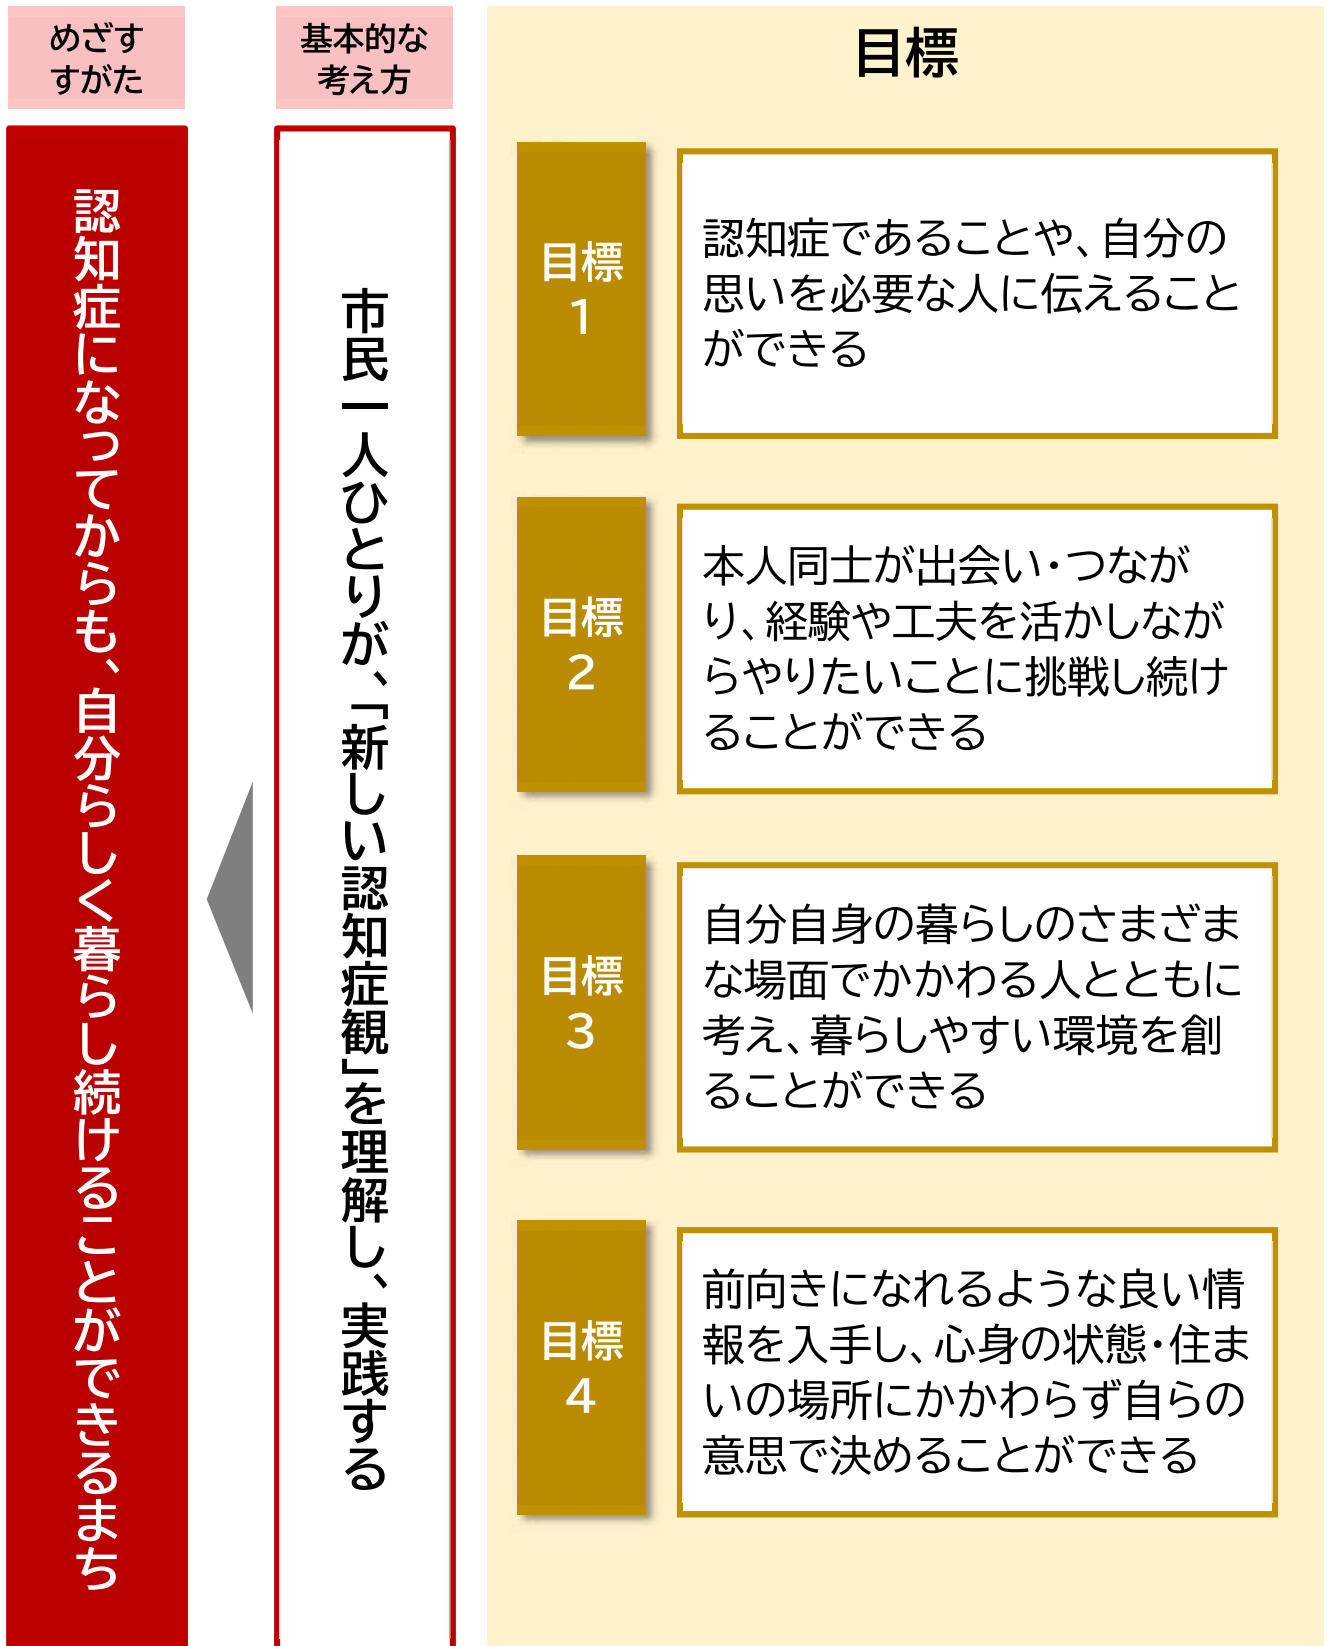 めざす
すがた
認知症になってからも、自分らしく暮らし続けることができるまち
基本的な
考え方
市民一人ひとりが、「新しい認知症観」を理解し、実践する
目標
目標
1
認知症であることや、自分の
思いを必要な人に伝えること
ができる
目標
2
本人同士が出会い・つなが
り、経験や工夫を活かしなが
らやりたいことに挑戦し続け
ることができる
目標
3
自分自身の暮らしのさまざま
な場面でかかわる人とともに
考え、暮らしやすい環境を創
ることができる
目標
4
前向きになれるような良い情
報を入手し、心身の状態・住ま
いの場所にかかわらず自らの
意思で決めることができる